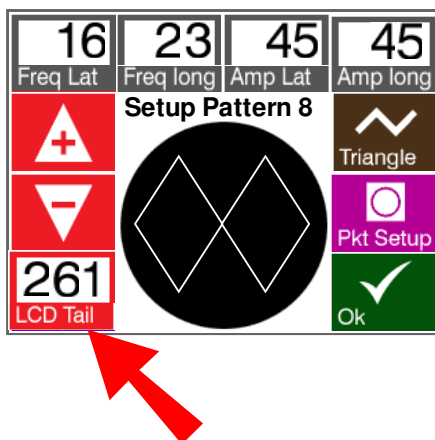 16 23 45 45
Freq Lat Freq long Amp Lat Amp long
Setup Pattern 8
+
Triangle
−
Pkt Setup
261
LCD Tail
Ok